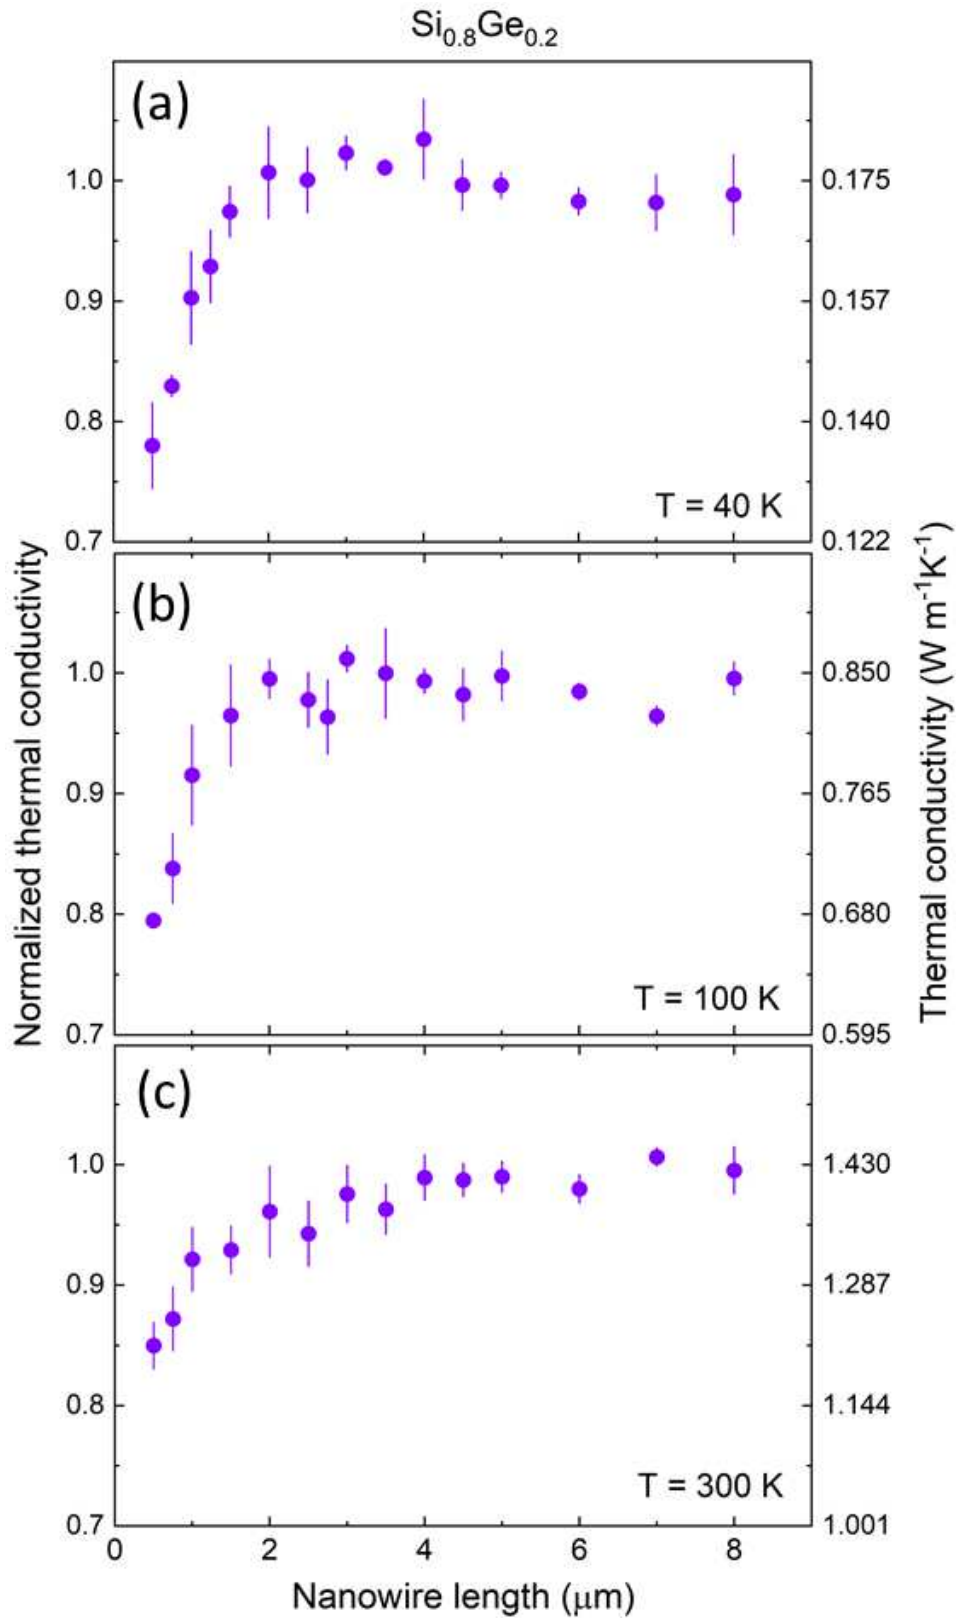 Si0.8Ge0.2
(a)
1.0
0.9
0.8
0.7
0.175
0.157
0.140
0.122
T = 40 K
Normalized thermal conductivity
Thermal conductivity (W m-1K-1)
(b)
1.0
0.9
0.8
0.7
0.850
0.765
0.680
0.595
T = 100 K
(c)
1.0
0.9
0.8
0.7
1.430
1.287
1.144
1.001
T = 300 K
0 2 4 6 8
Nanowire length (μm)